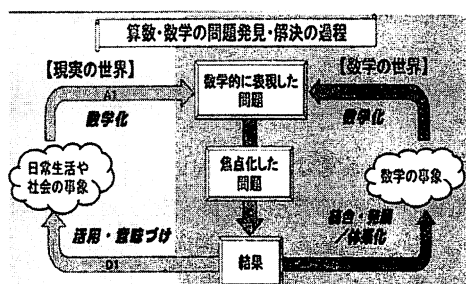 算数・数学の問題発見・解決の過程
【現実の世界】
【数学の世界】
数学的に表現した
問題
A1
数学化
数学化
焦点化した
問題
日常生活や
社会の事象
数学の事象
活用・意味づけ
統合・発展
/体系化
D1
結果